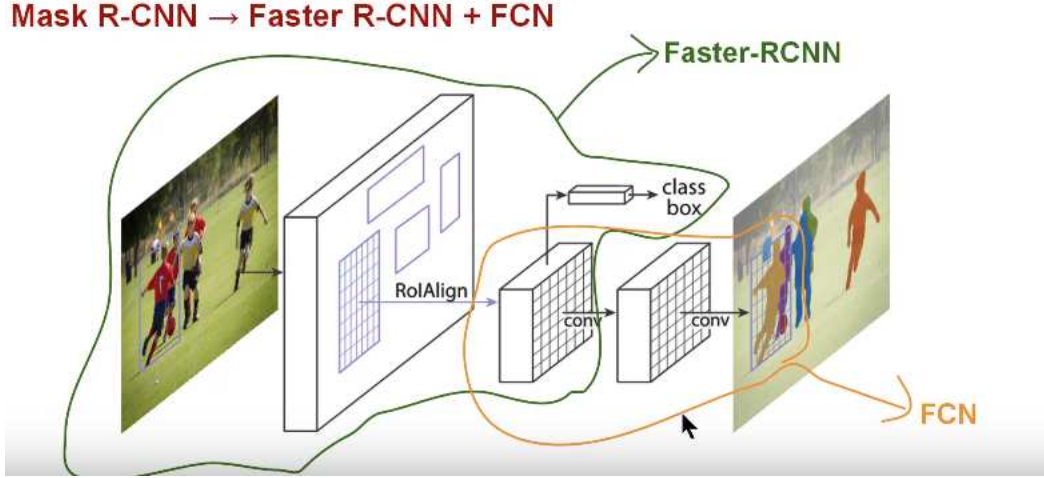 Mask R-CNN → Faster R-CNN + FCN
Faster-RCNN
class
box
RoIAlign
conv
conv
FCN